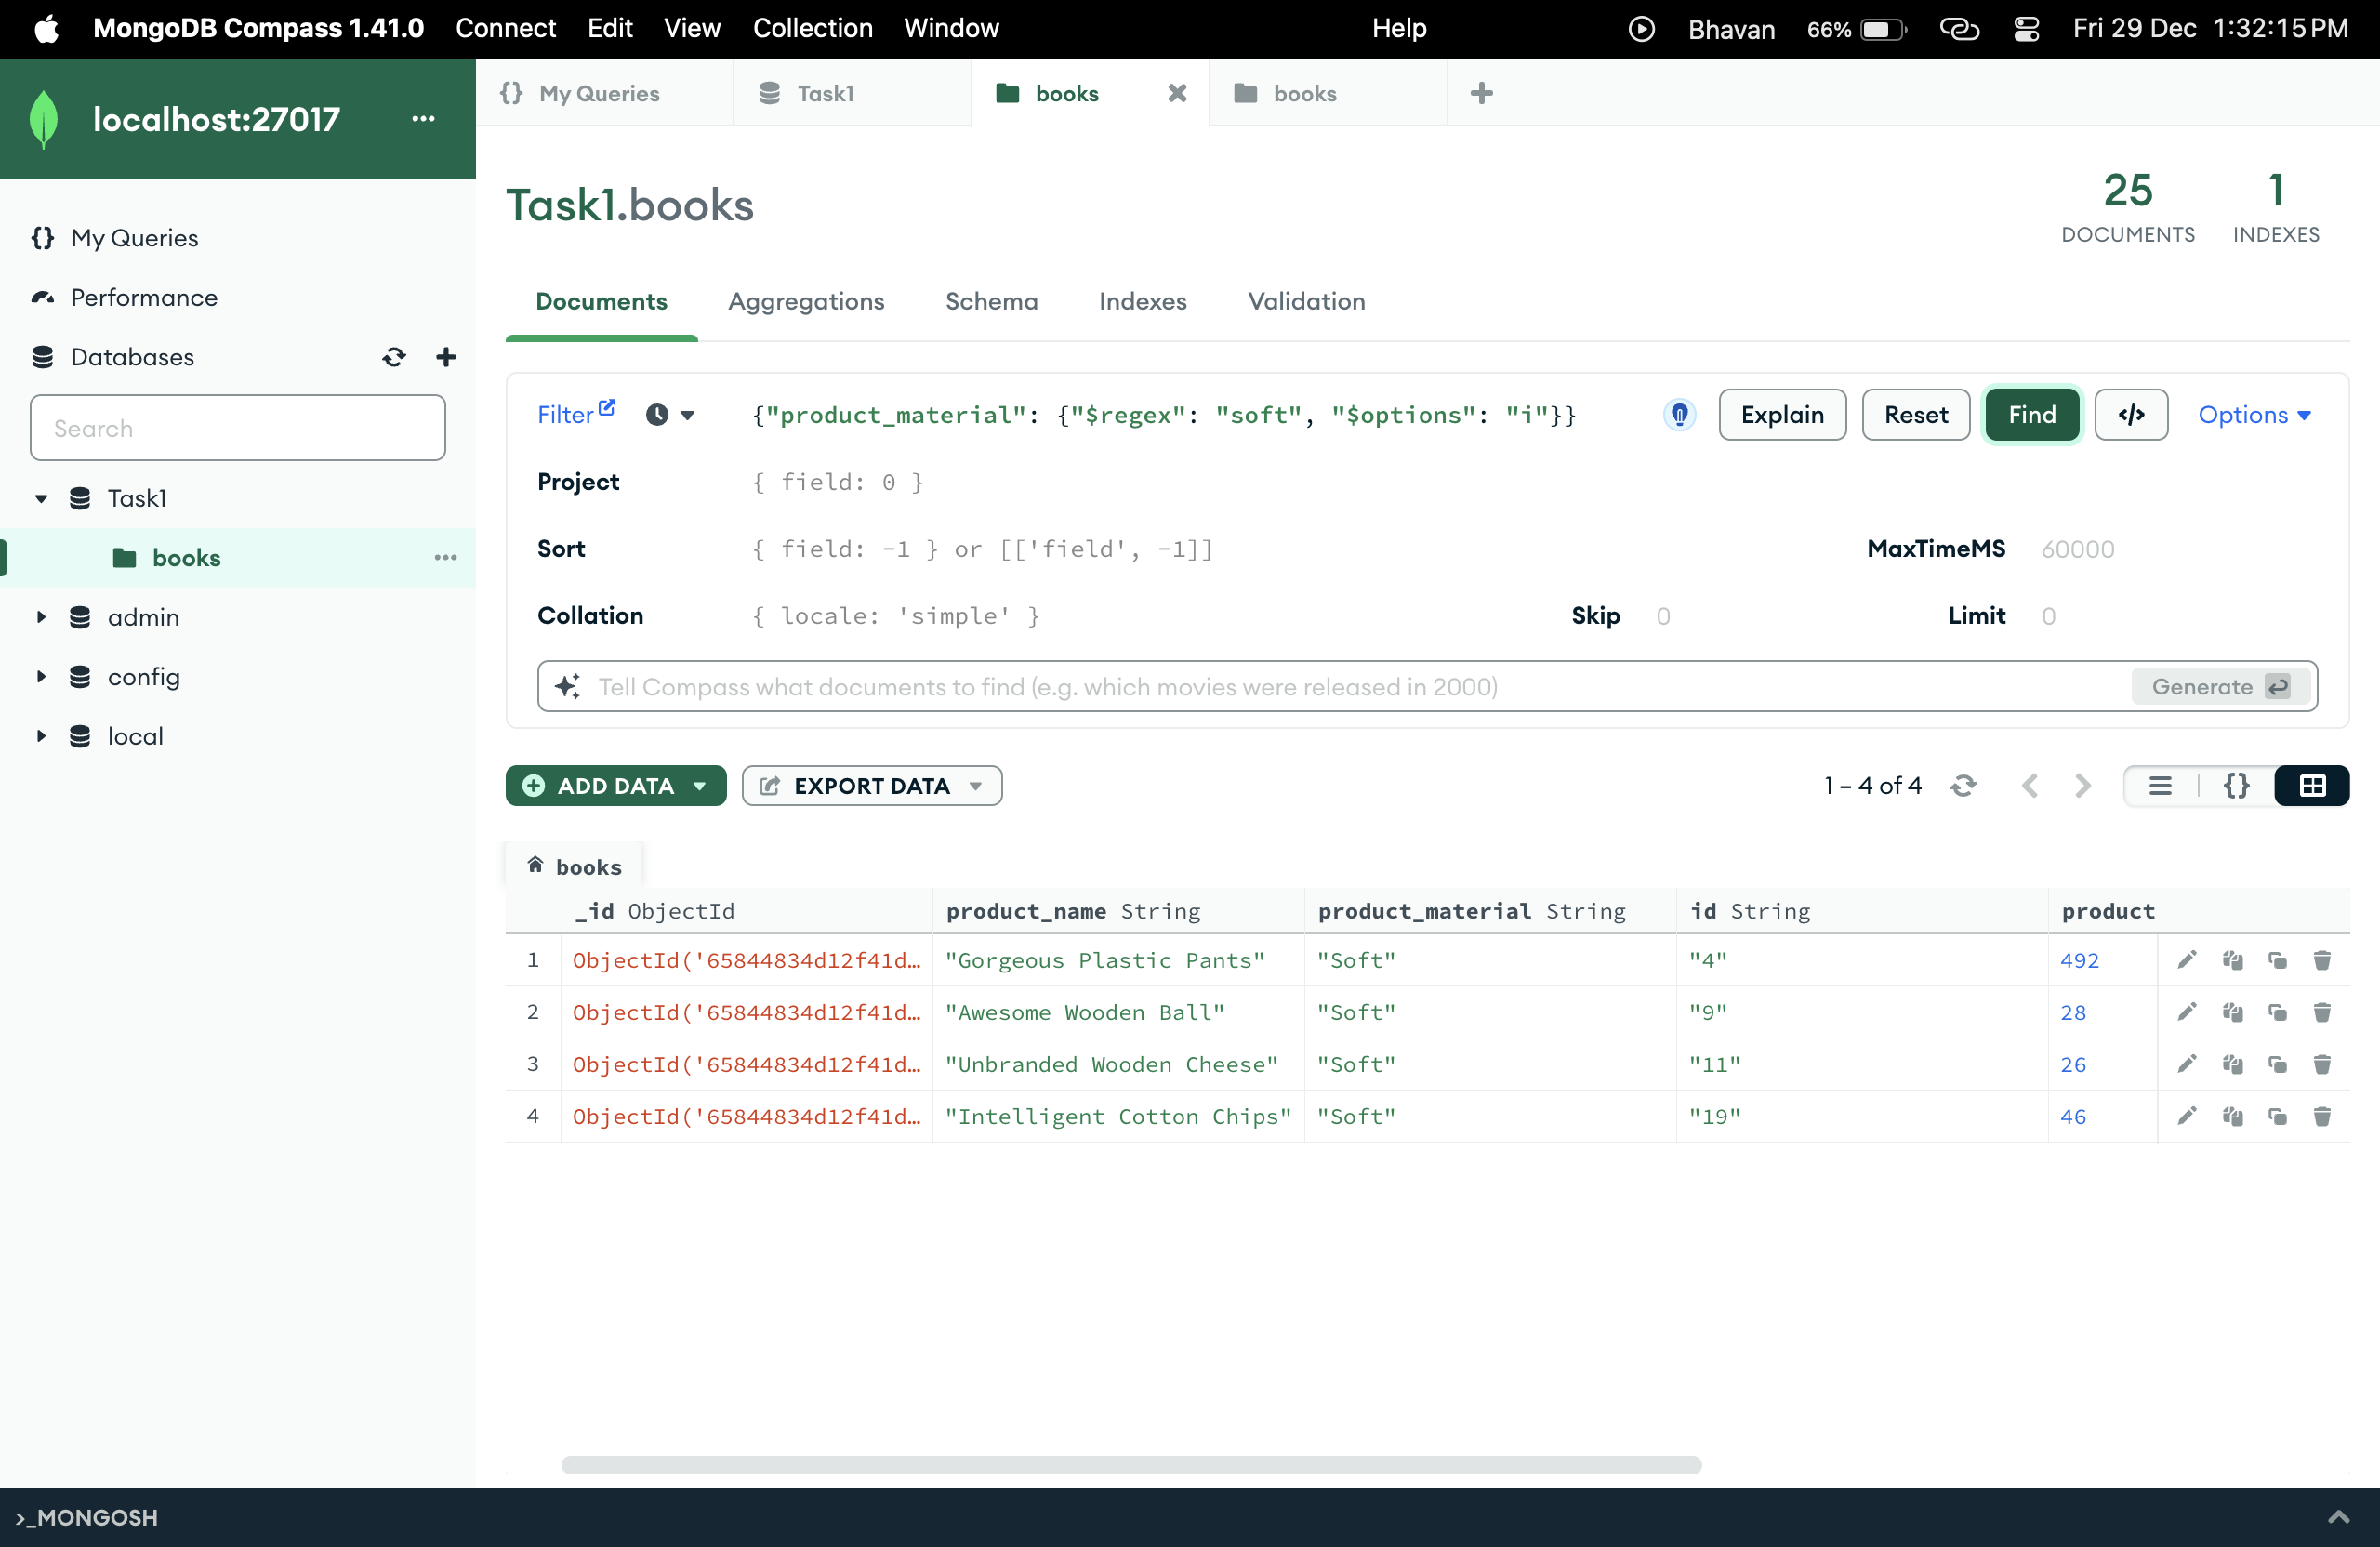 MongoDB Compass 1.41.0 Connect Edit View Collection Window Help Bhavan 66% Fri 29 Dec 1:32:15 PM
localhost:27017 ...
{} My Queries Task1 books books
Task1.books
25 1
DOCUMENTS INDEXES
{} My Queries
Performance
Databases
Search
Task1
books
admin
config
local
Documents Aggregations Schema Indexes Validation
Filter {"product_material": {"$regex": "soft", "$options": "i"}} Explain Reset Find </> Options
Project { field: 0 }
Sort { field: -1 } or [['field', -1]] MaxTimeMS 60000
Collation { locale: 'simple' } Skip 0 Limit 0
Tell Compass what documents to find (e.g. which movies were released in 2000) Generate
ADD DATA EXPORT DATA 1 – 4 of 4 {}
books
_id ObjectId product_name String product_material String id String product
1 ObjectId('65844834d12f41d… "Gorgeous Plastic Pants" "Soft" "4" 492
2 ObjectId('65844834d12f41d… "Awesome Wooden Ball" "Soft" "9" 28
3 ObjectId('65844834d12f41d… "Unbranded Wooden Cheese" "Soft" "11" 26
4 ObjectId('65844834d12f41d… "Intelligent Cotton Chips" "Soft" "19" 46
>_MONGOSH